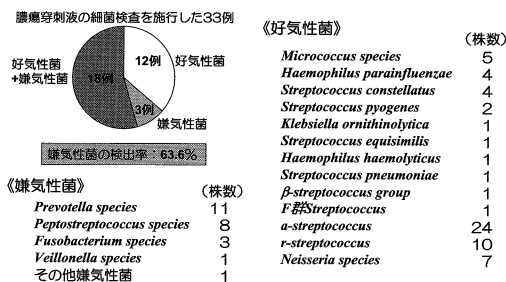 膿瘍穿刺液の細菌検査を施行した33例
好気性菌
+嫌気性菌
18例
12例
好気性菌
3例
嫌気性菌
嫌気性菌の検出率：63.6%
《嫌気性菌》
（株数）
Prevotella species 11
Peptostreptococcus species 8
Fusobacterium species 3
Veillonella species 1
その他嫌気性菌 1
《好気性菌》
（株数）
Micrococcus species 5
Haemophilus parainfluenzae 4
Streptococcus constellatus 4
Streptococcus pyogenes 2
Klebsiella ornithinolytica 1
Streptococcus equisimilis 1
Haemophilus haemolyticus 1
Streptococcus pneumoniae 1
β-streptococcus group 1
F群Streptococcus 1
a-streptococcus 24
r-streptococcus 10
Neisseria species 7